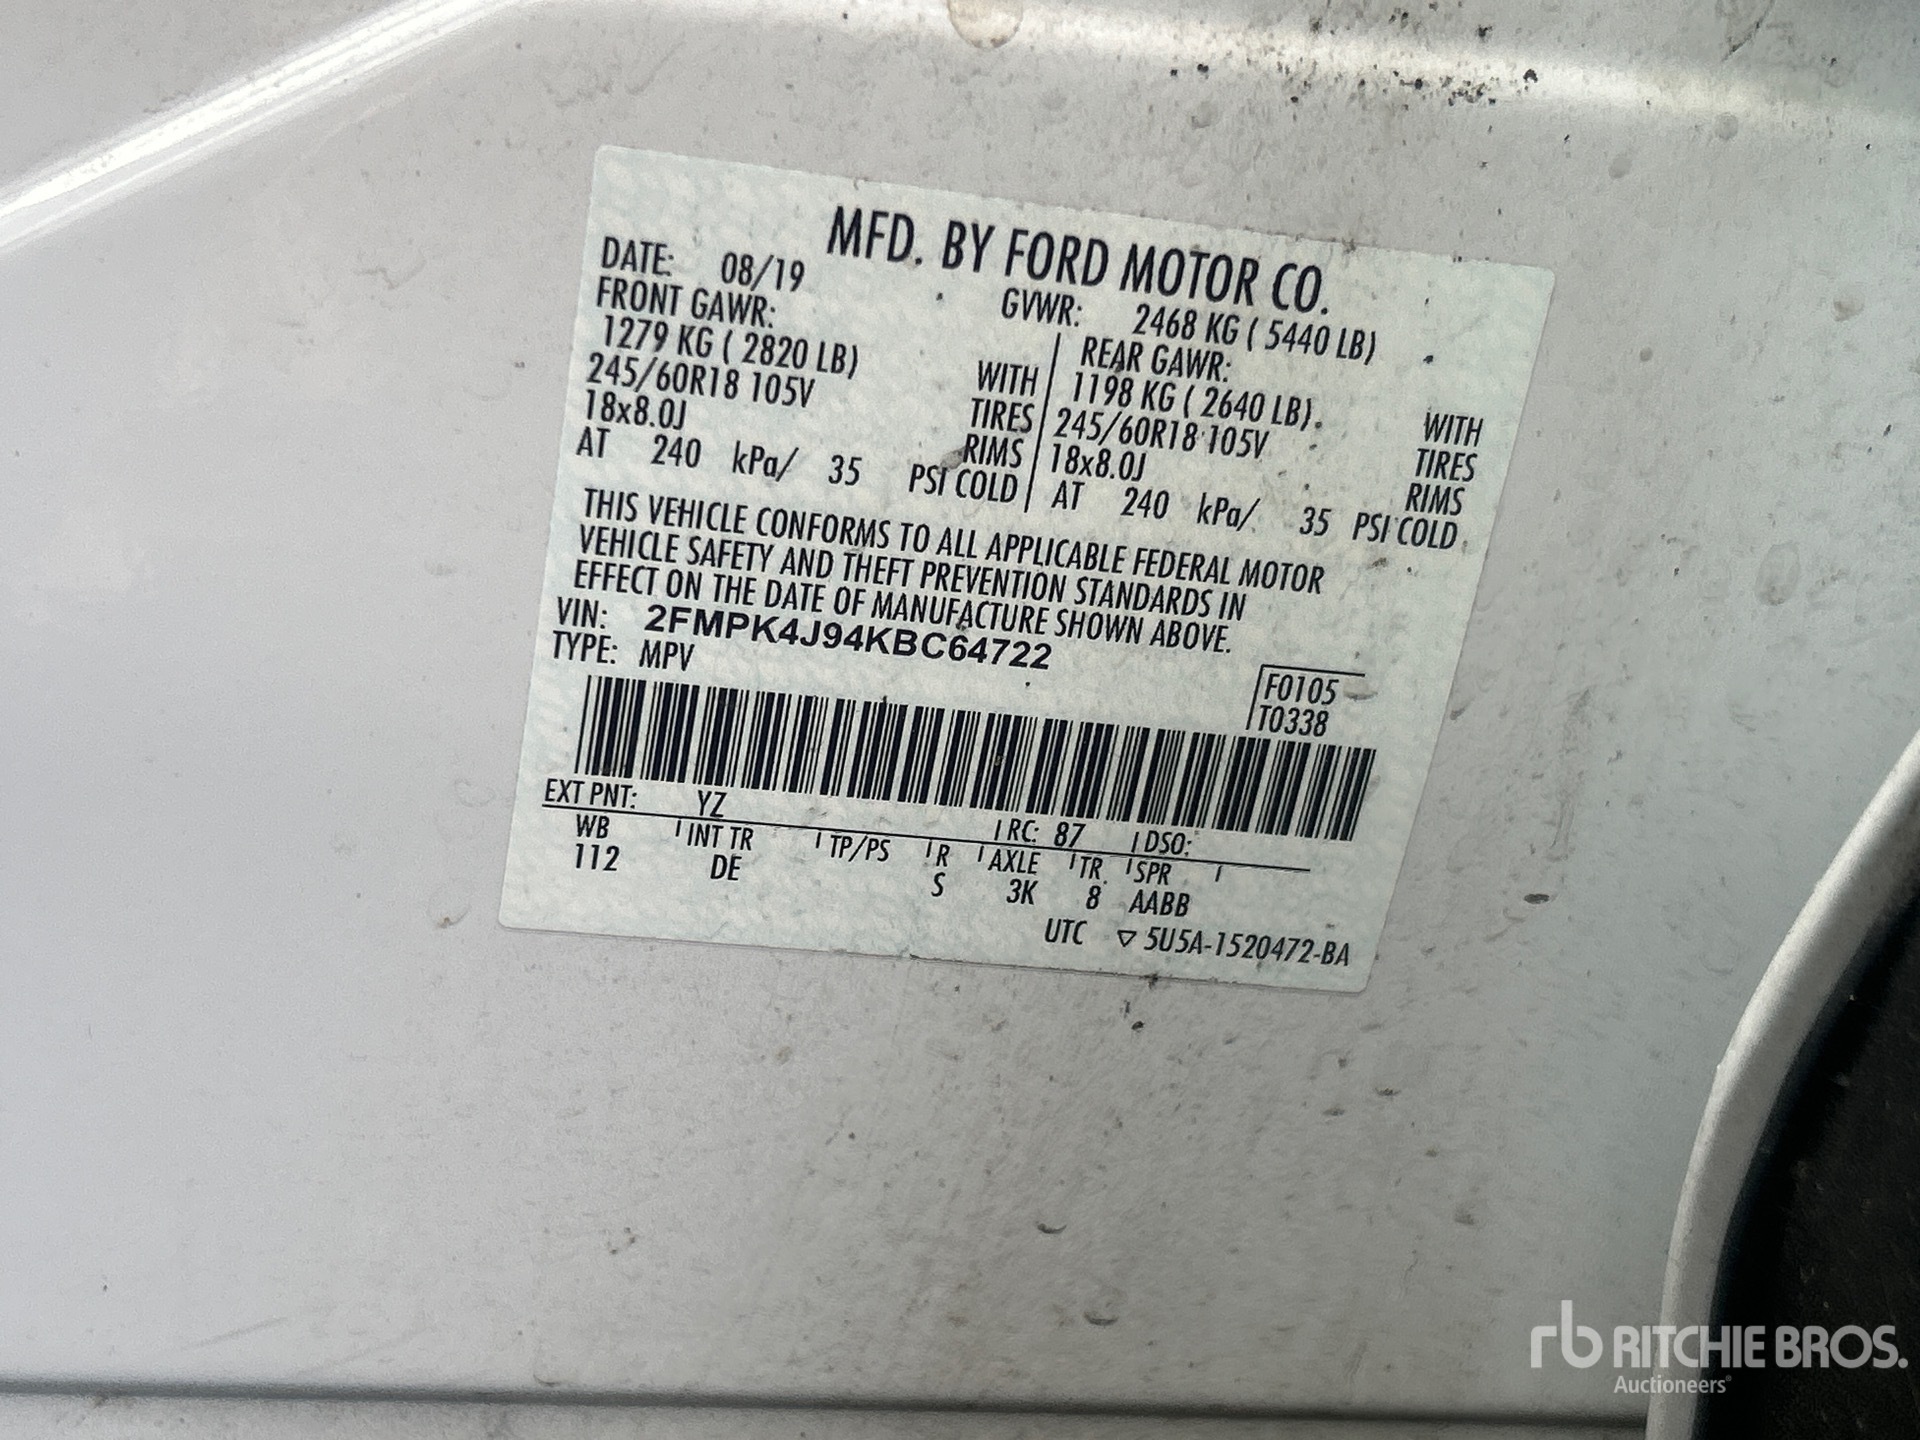 MFD. BY FORD MOTOR CO.
DATE: 08/19
GVWR: 2468 KG ( 5440 LB)
FRONT GAWR:
1279 KG ( 2820 LB) WITH
245/60R18 105V TIRES
18x8.0J RIMS
AT 240 kPa/ 35 PSI COLD
REAR GAWR:
1198 KG ( 2640 LB) WITH
245/60R18 105V TIRES
18x8.0J RIMS
AT 240 kPa/ 35 PSI COLD
THIS VEHICLE CONFORMS TO ALL APPLICABLE FEDERAL MOTOR
VEHICLE SAFETY AND THEFT PREVENTION STANDARDS IN
EFFECT ON THE DATE OF MANUFACTURE SHOWN ABOVE.
VIN: 2FMPK4J94KBC64722
TYPE: MPV
F0105
T0338
EXT PNT: YZ RC: 87 DSO:
WB INT TR TP/PS R AXLE TR SPR
112 DE S 3K 8 AABB
UTC ▽ 5U5A-1520472-BA
rb RITCHIE BROS.
Auctioneers®